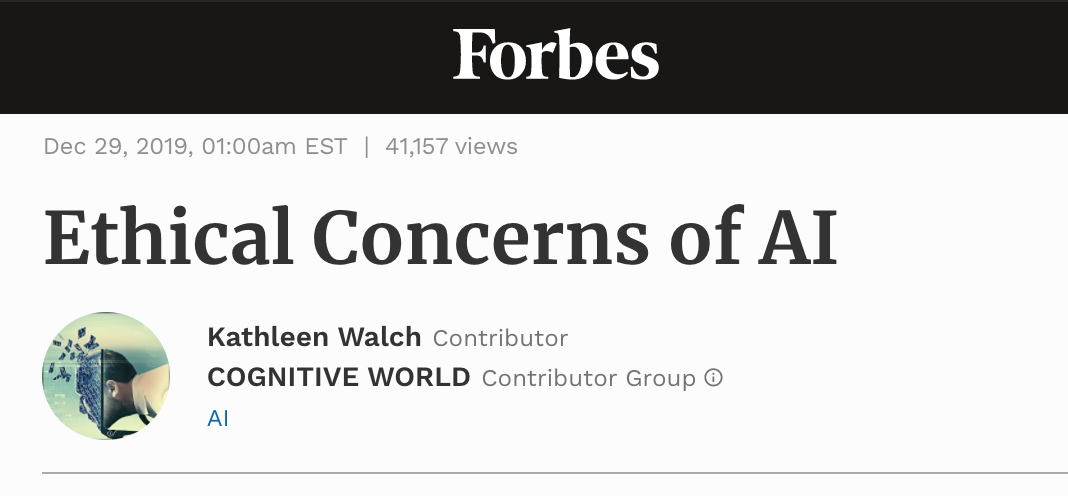 Forbes
Dec 29, 2019, 01:00am EST | 41,157 views
Ethical Concerns of AI
Kathleen Walch Contributor
COGNITIVE WORLD Contributor Group ⓘ
AI